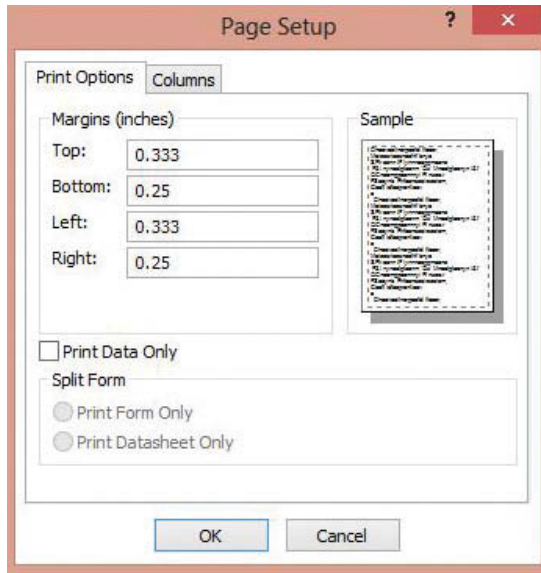 Page Setup
?
×
Print Options
Columns
Margins (inches)
Top: 0.333
Bottom: 0.25
Left: 0.333
Right: 0.25
Sample
Print Data Only
Split Form
Print Form Only
Print Datasheet Only
OK
Cancel